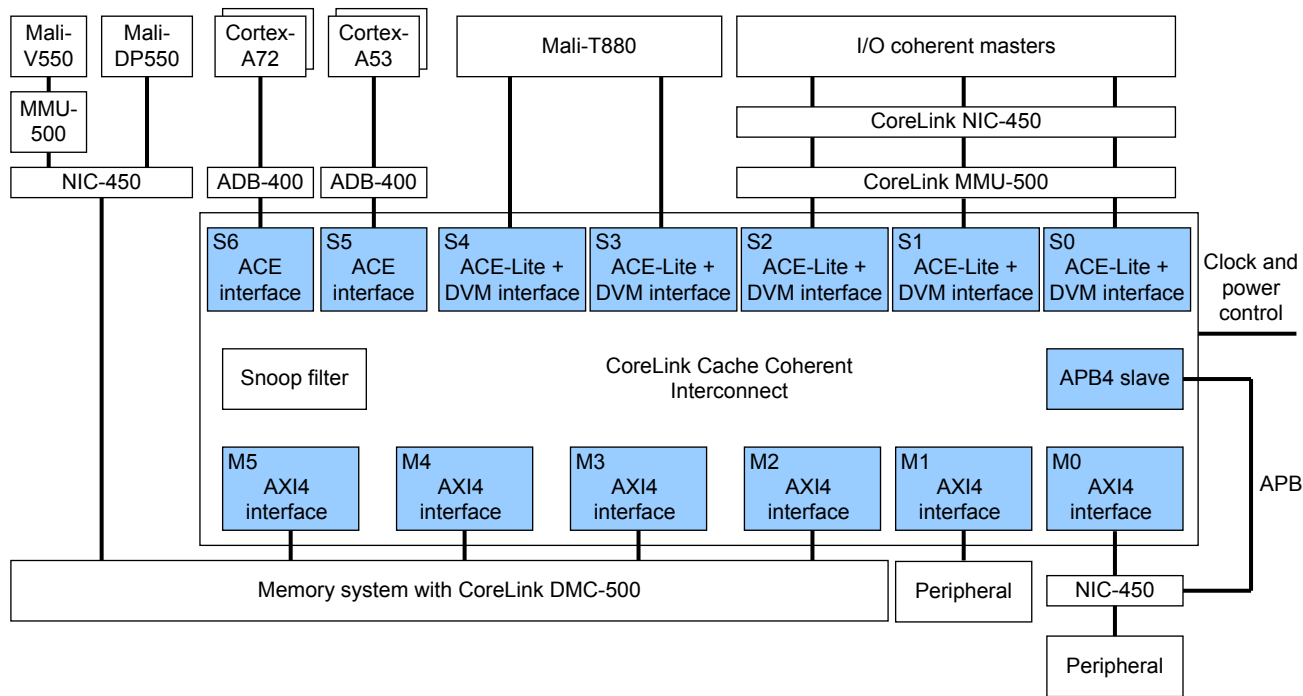 Mali-
V550
Mali-
DP550
Cortex-
A72
Cortex-
A53
Mali-T880
I/O coherent masters
MMU-
500
CoreLink NIC-450
NIC-450
ADB-400
ADB-400
CoreLink MMU-500
S6
ACE
interface
S5
ACE
interface
S4
ACE-Lite +
DVM interface
S3
ACE-Lite +
DVM interface
S2
ACE-Lite +
DVM interface
S1
ACE-Lite +
DVM interface
S0
ACE-Lite +
DVM interface
Clock and
power
control
Snoop filter
CoreLink Cache Coherent
Interconnect
APB4 slave
M5
AXI4
interface
M4
AXI4
interface
M3
AXI4
interface
M2
AXI4
interface
M1
AXI4
interface
M0
AXI4
interface
APB
Memory system with CoreLink DMC-500
Peripheral
NIC-450
Peripheral